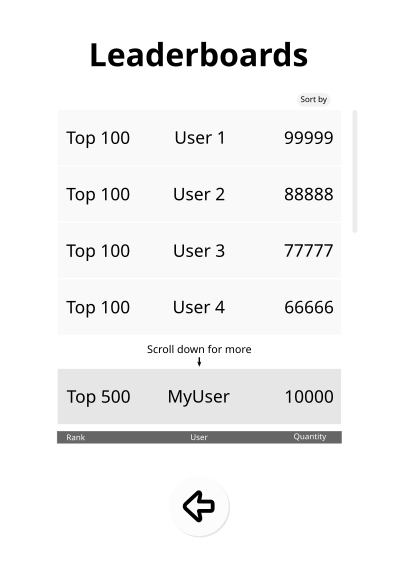 Leaderboards
Sort by
Top 100 User 1 99999
Top 100 User 2 88888
Top 100 User 3 77777
Top 100 User 4 66666
Scroll down for more
Top 500 MyUser 10000
Rank User Quantity